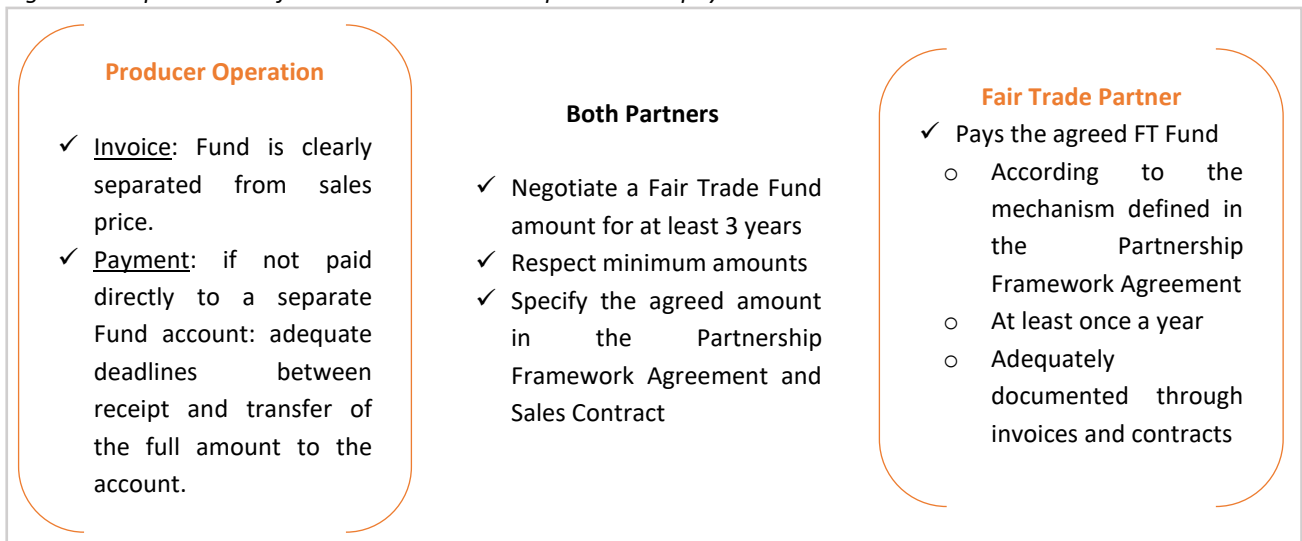 Producer Operation
✓ Invoice: Fund is clearly
separated from sales
price.
✓ Payment: if not paid
directly to a separate
Fund account: adequate
deadlines between
receipt and transfer of
the full amount to the
account.
Both Partners
✓ Negotiate a Fair Trade Fund
amount for at least 3 years
✓ Respect minimum amounts
✓ Specify the agreed amount
in the Partnership
Framework Agreement and
Sales Contract
Fair Trade Partner
✓ Pays the agreed FT Fund
o According to the
mechanism defined in
the Partnership
Framework Agreement
o At least once a year
o Adequately
documented through
invoices and contracts